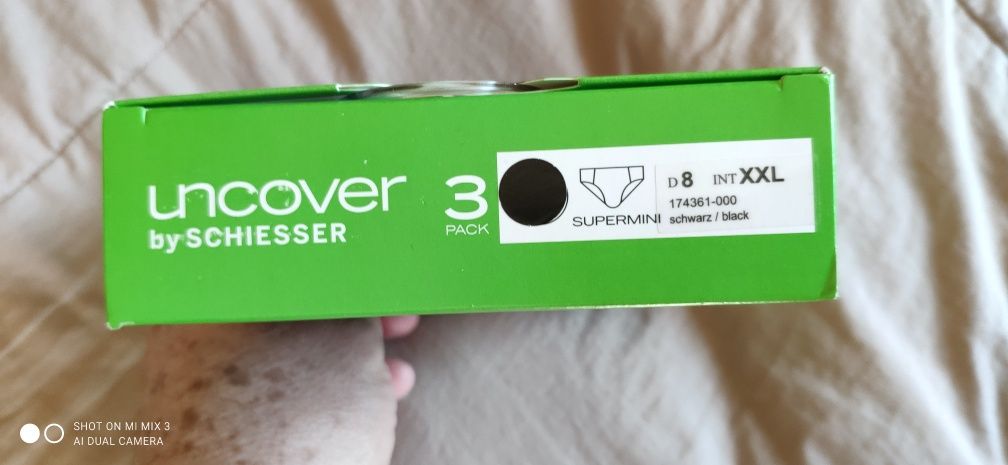 uncover
by SCHIESSER
3
PACK
SUPERMINI
D 8 INT XXL
174361-000
schwarz / black
SHOT ON MI MIX 3
AI DUAL CAMERA